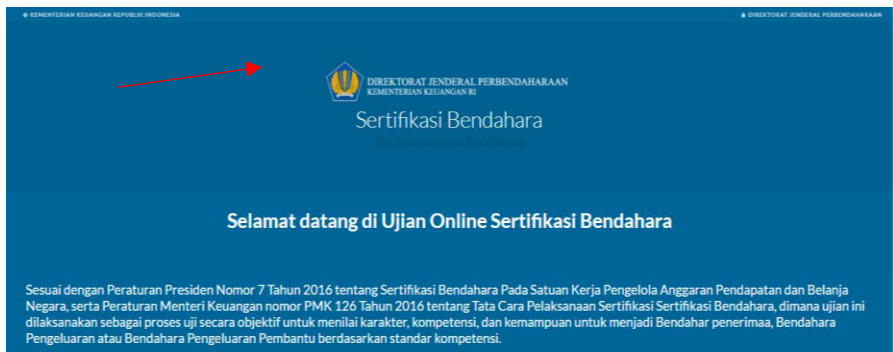 KEMENTERIAN KEUANGAN REPUBLIK INDONESIA
DIREKTORAT JENDERAL PERBENDAHARAAN
DIREKTORAT JENDERAL PERBENDAHARAAN
KEMENTERIAN KEUANGAN RI
Sertifikasi Bendahara
Tes Kemampuan Bendahara
Selamat datang di Ujian Online Sertifikasi Bendahara
Sesuai dengan Peraturan Presiden Nomor 7 Tahun 2016 tentang Sertifikasi Bendahara Pada Satuan Kerja Pengelola Anggaran Pendapatan dan Belanja
Negara, serta Peraturan Menteri Keuangan nomor PMK 126 Tahun 2016 tentang Tata Cara Pelaksanaan Sertifikasi Sertifikasi Bendahara, dimana ujian ini
dilaksanakan sebagai proses uji secara objektif untuk menilai karakter, kompetensi, dan kemampuan untuk menjadi Bendahar penerimaa, Bendahara
Pengeluaran atau Bendahara Pengeluaran Pembantu berdasarkan standar kompetensi.